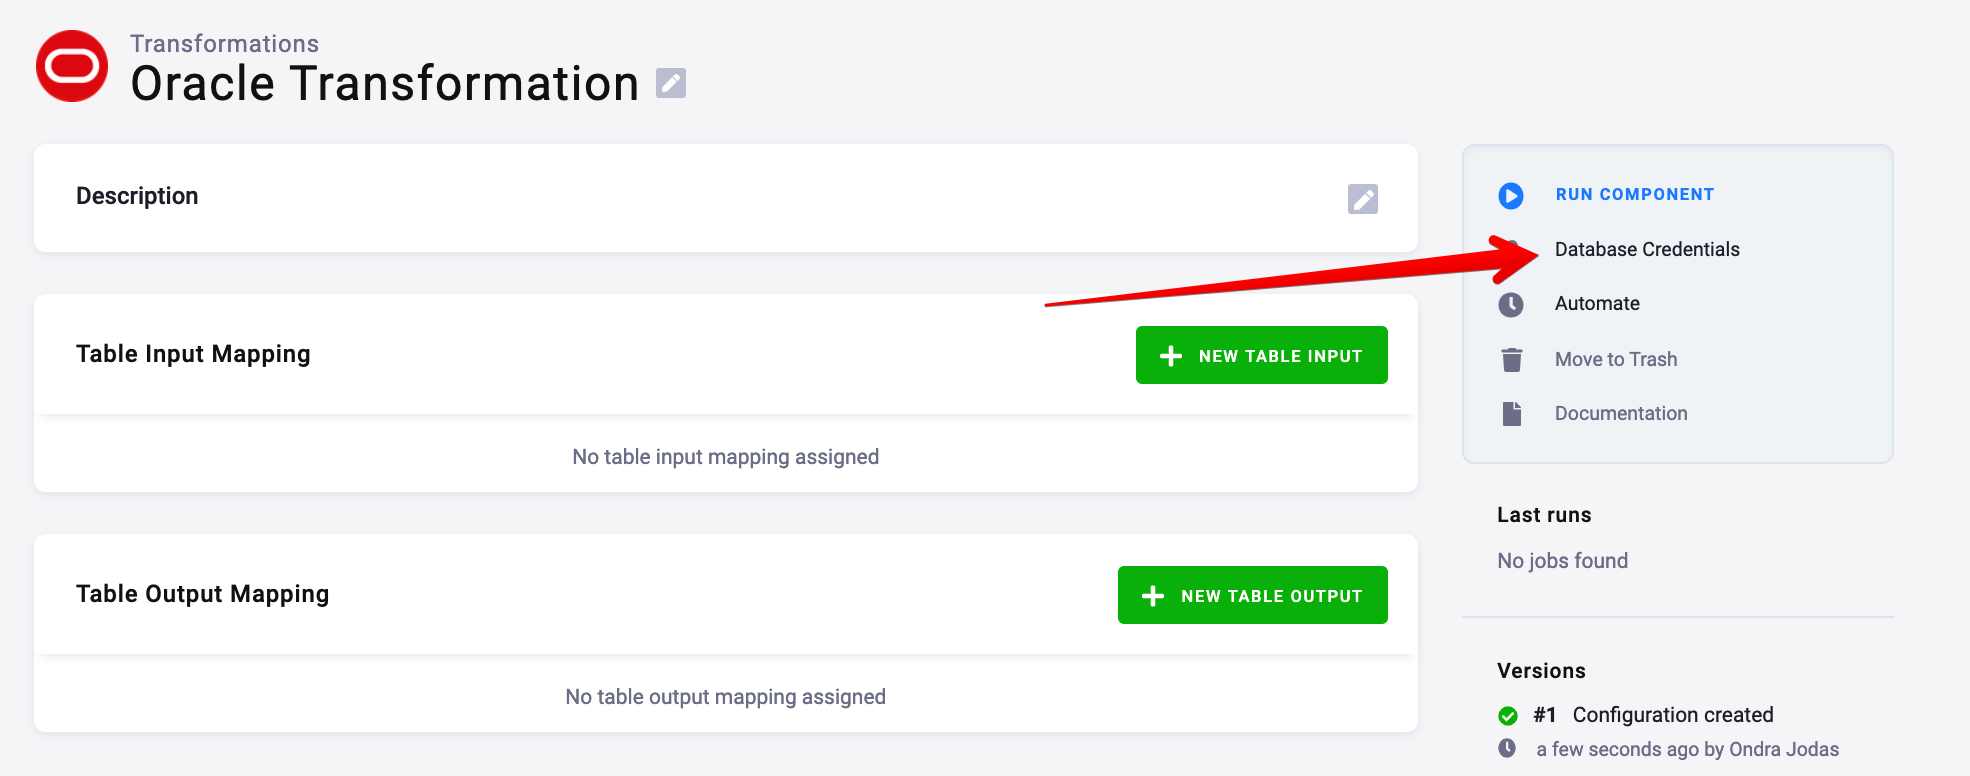 Transformations
Oracle Transformation
Description
Table Input Mapping
NEW TABLE INPUT
No table input mapping assigned
Table Output Mapping
NEW TABLE OUTPUT
No table output mapping assigned
RUN COMPONENT
Database Credentials
Automate
Move to Trash
Documentation
Last runs
No jobs found
Versions
#1 Configuration created
a few seconds ago by Ondra Jodas